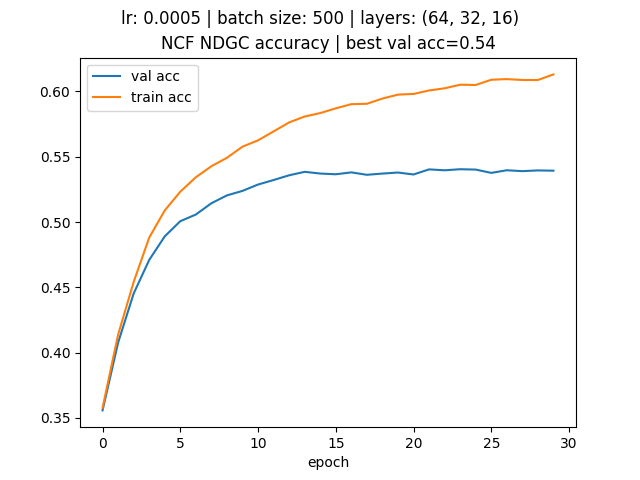 lr: 0.0005 | batch size: 500 | layers: (64, 32, 16)
NCF NDGC accuracy | best val acc=0.54
val acc
train acc
0.60
0.55
0.50
0.45
0.40
0.35
0 5 10 15 20 25 30
epoch